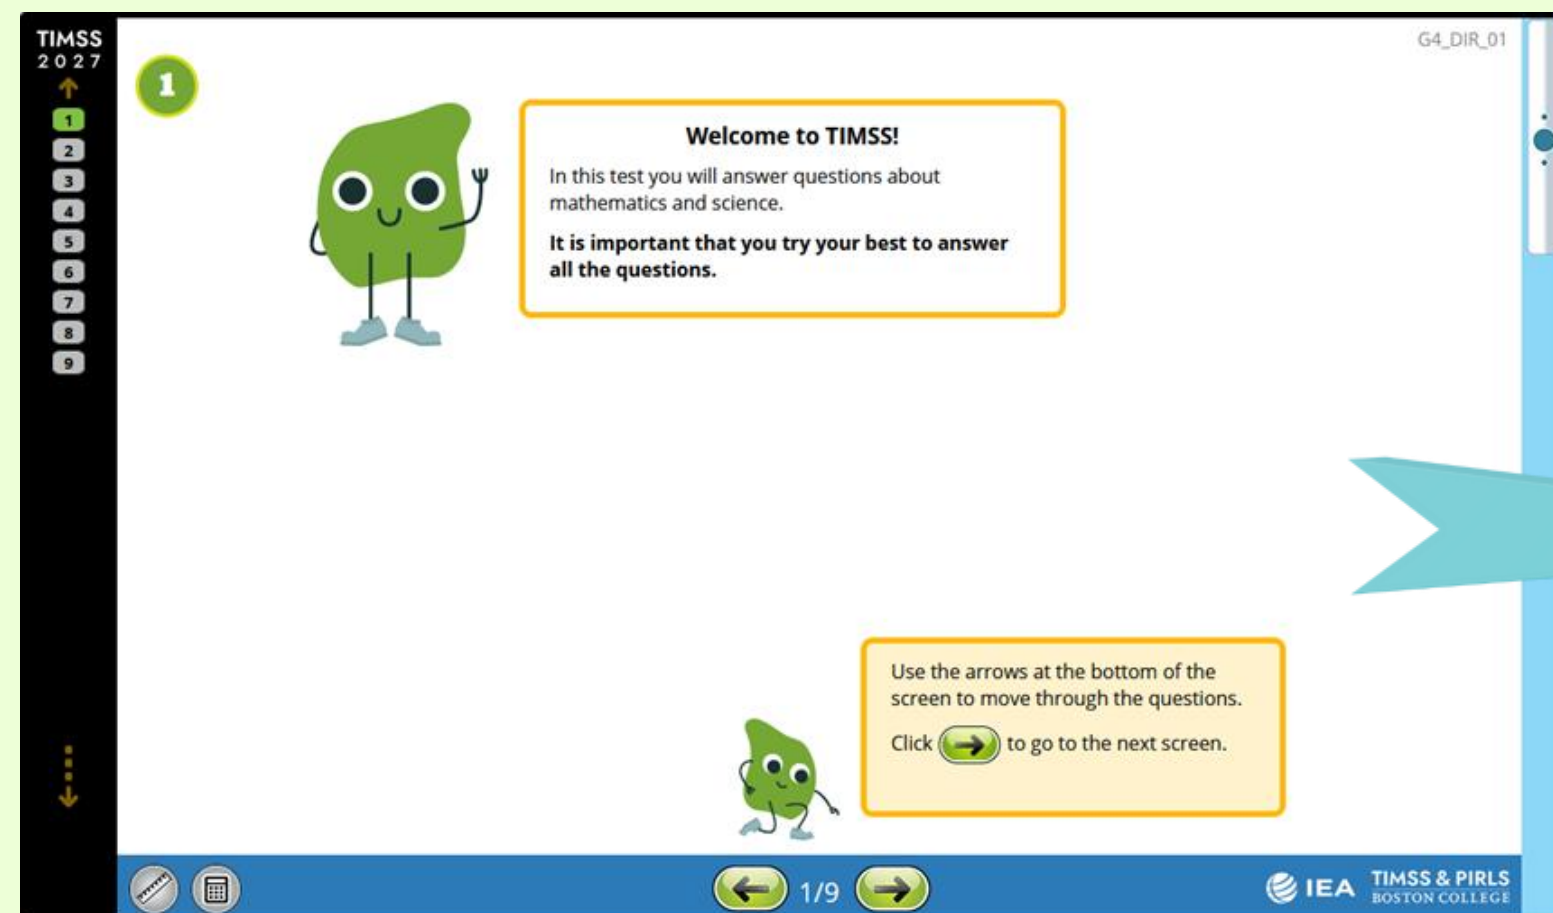 TIMSS
2027
1
2
3
4
5
6
7
8
9
1
G4_DIR_01
Welcome to TIMSS!
In this test you will answer questions about
mathematics and science.
It is important that you try your best to answer
all the questions.
Use the arrows at the bottom of the
screen to move through the questions.
Click to go to the next screen.
1/9
IEA
TIMSS & PIRLS
BOSTON COLLEGE